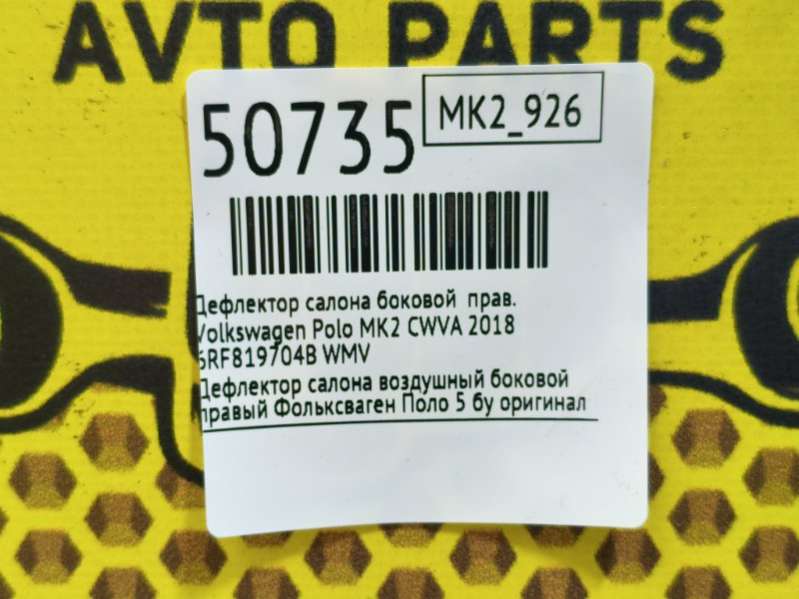 AVTO PARTS
50735
MK2_926
Дефлектор салона боковой прав.
Volkswagen Polo MK2 CWVA 2018
6RF819704B WMV
Дефлектор салона воздушный боковой
правый Фольксваген Поло 5 бу оригинал